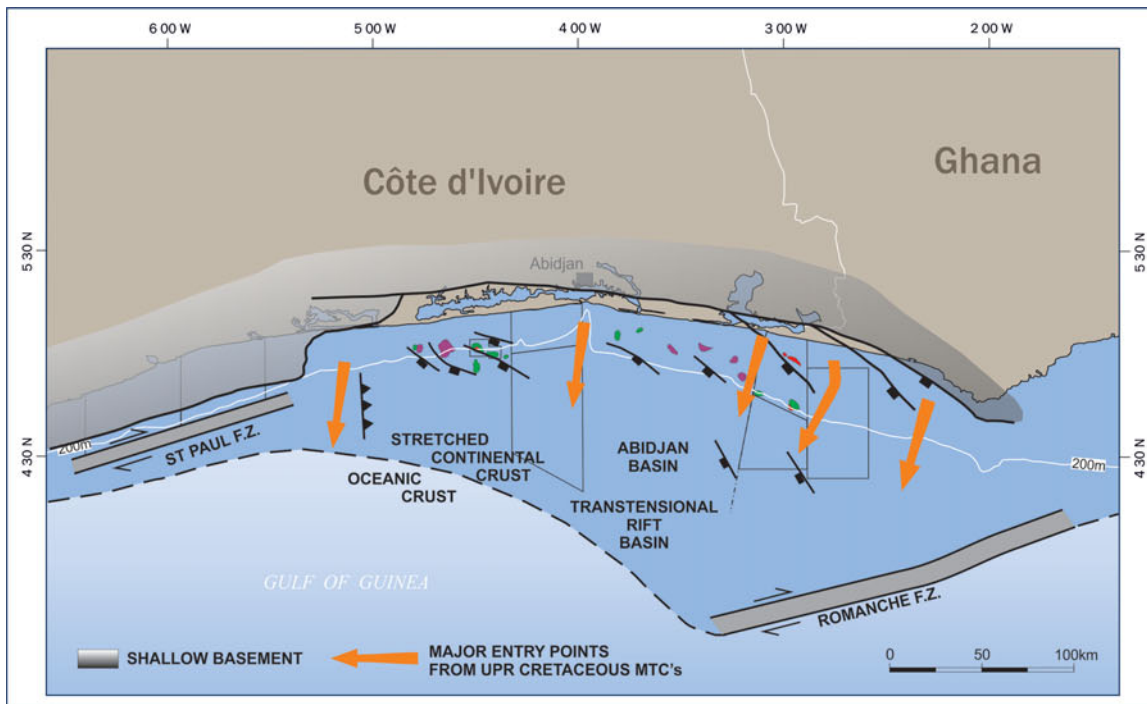 6 00 W 5 00 W 4 00 W 3 00 W 2 00 W
Côte d'Ivoire
Ghana
5 30 N
5 30 N
Abidjan
200m
ST PAUL F.Z.
4 30 N
STRETCHED
CONTINENTAL
CRUST
OCEANIC
CRUST
ABIDJAN
BASIN
TRANSTENSIONAL
RIFT
BASIN
200m
4 30 N
GULF OF GUINEA
ROMANCHE F.Z.
SHALLOW BASEMENT
MAJOR ENTRY POINTS
FROM UPR CRETACEOUS MTC's
0 50 100km